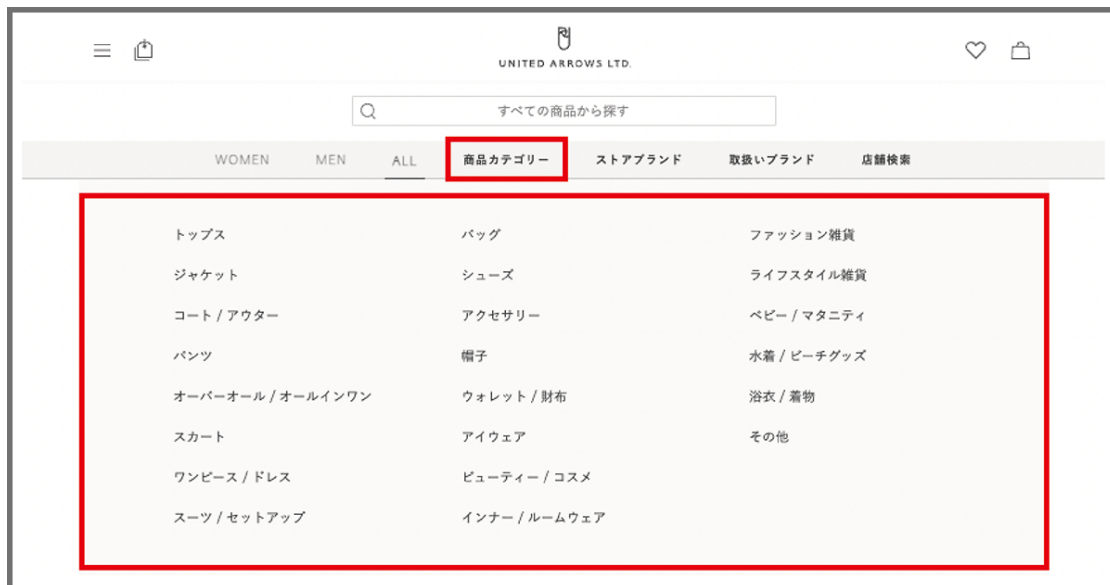 UNITED ARROWS LTD.
すべての商品から探す
WOMEN MEN ALL 商品カテゴリー ストアブランド 取扱いブランド 店舗検索
トップス
ジャケット
コート / アウター
パンツ
オーバーオール / オールインワン
スカート
ワンピース / ドレス
スーツ / セットアップ
バッグ
シューズ
アクセサリー
帽子
ウォレット / 財布
アイウェア
ビューティー / コスメ
インナー / ルームウェア
ファッション雑貨
ライフスタイル雑貨
ベビー / マタニティ
水着 / ビーチグッズ
浴衣 / 着物
その他